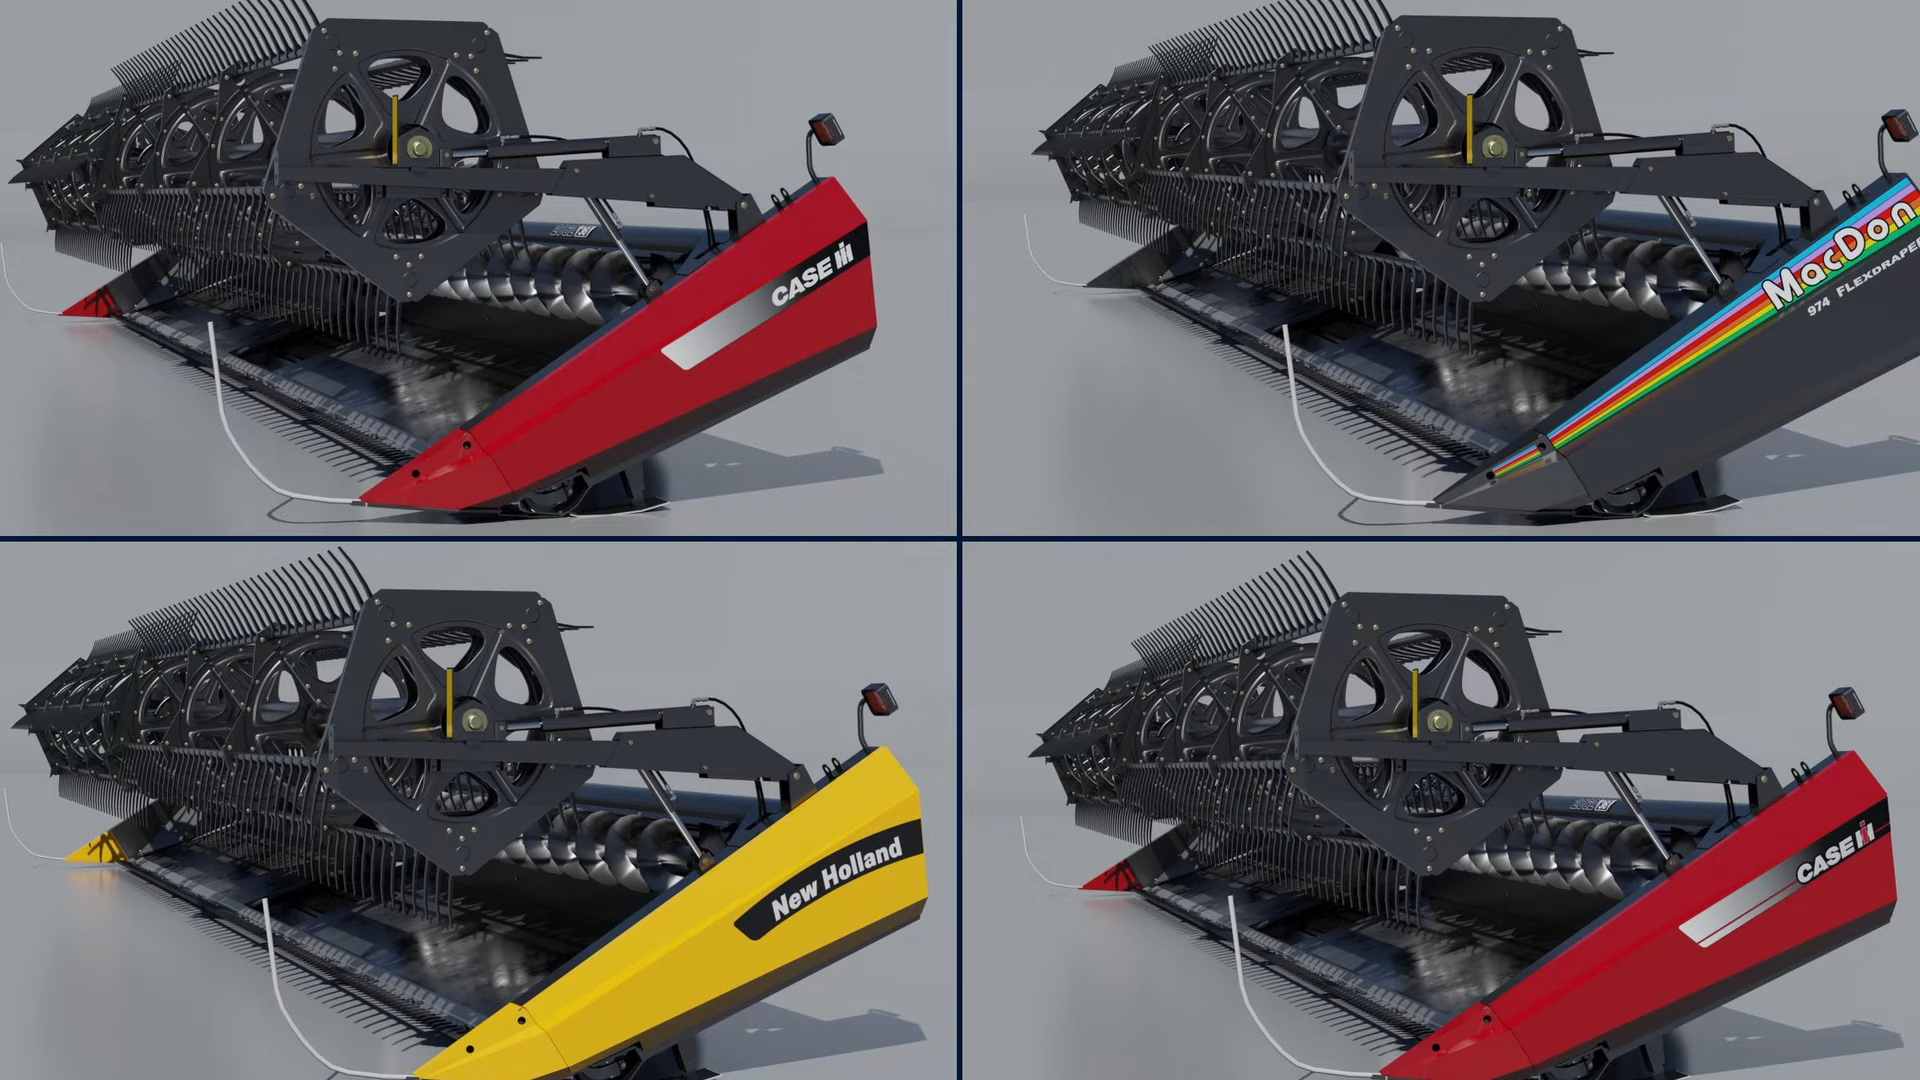 CASE IH
MacDon
974 FLEXDRAPER
New Holland
CASE IH